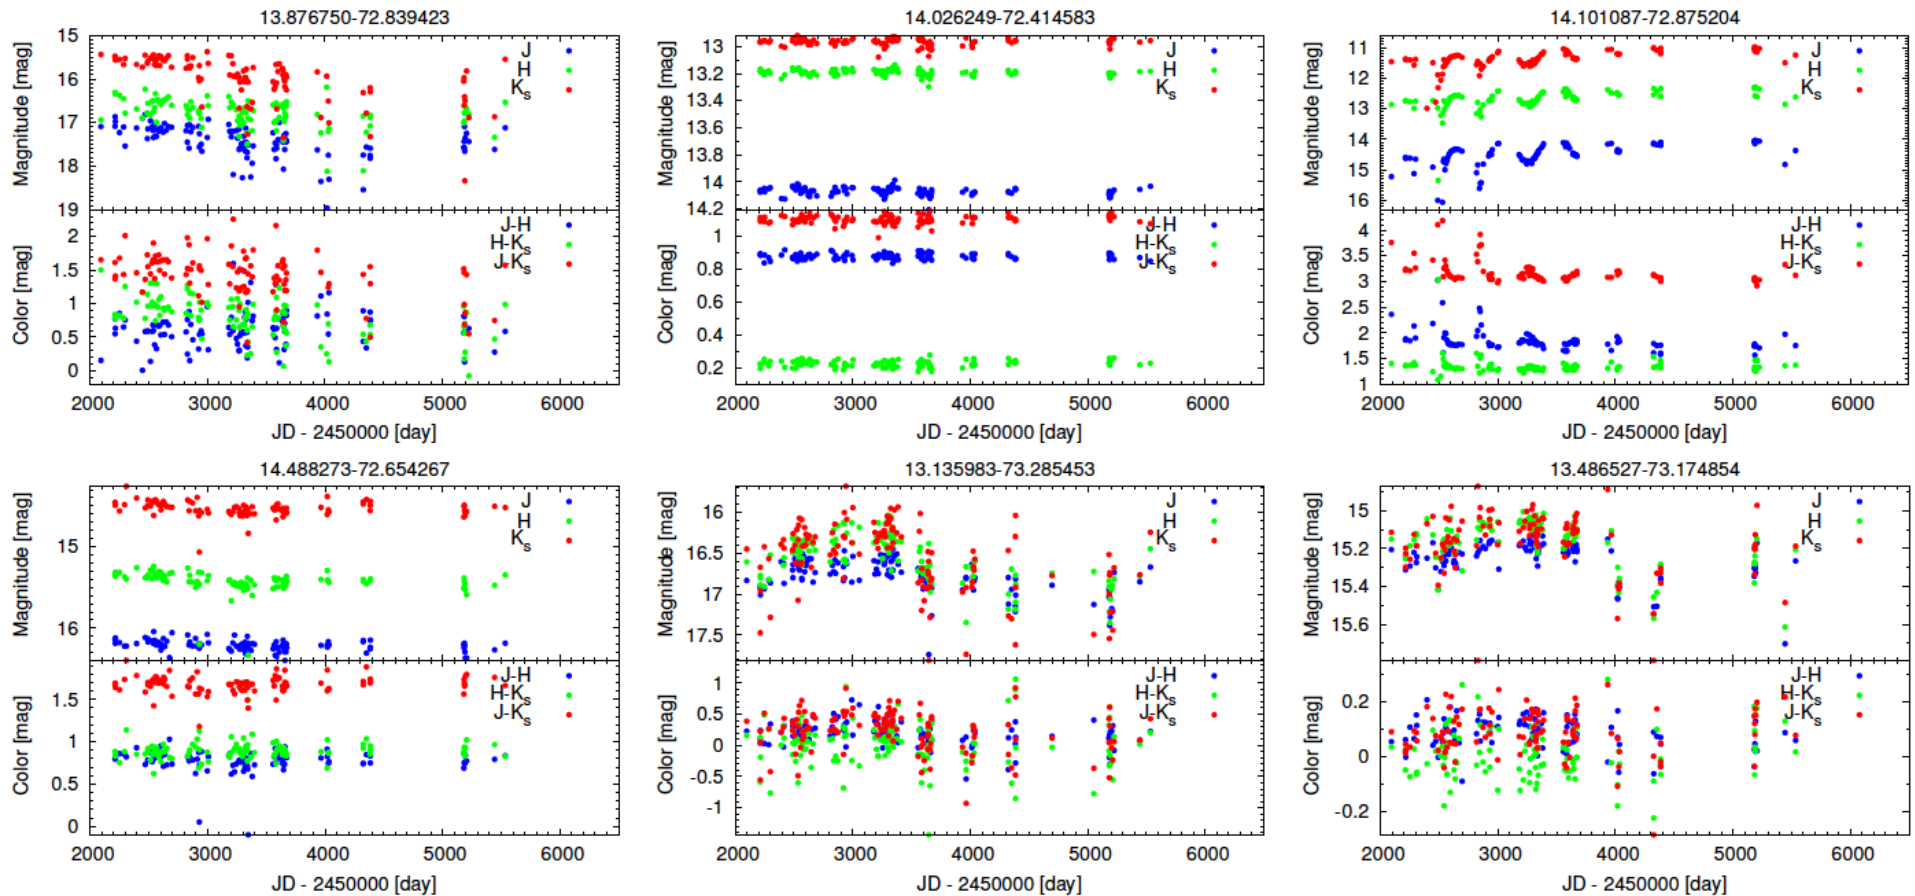 13.876750-72.839423
14.026249-72.414583
14.101087-72.875204
Magnitude [mag]
15
16
17
18
19
J
H
Ks
Magnitude [mag]
13
13.2
13.4
13.6
13.8
14
14.2
J
H
Ks
Magnitude [mag]
11
12
13
14
15
16
J
H
Ks
Color [mag]
2
1.5
1
0.5
0
J-H
H-Ks
J-Ks
Color [mag]
1
0.8
0.6
0.4
0.2
J-H
H-Ks
J-Ks
Color [mag]
4
3.5
3
2.5
2
1.5
1
J-H
H-Ks
J-Ks
2000 3000 4000 5000 6000
2000 3000 4000 5000 6000
2000 3000 4000 5000 6000
JD - 2450000 [day]
JD - 2450000 [day]
JD - 2450000 [day]
14.488273-72.654267
13.135983-73.285453
13.486527-73.174854
Magnitude [mag]
15
16
J
H
Ks
Magnitude [mag]
16
16.5
17
17.5
J
H
Ks
Magnitude [mag]
15
15.2
15.4
15.6
J
H
Ks
Color [mag]
1.5
1
0.5
0
J-H
H-Ks
J-Ks
Color [mag]
1
0.5
0
-0.5
-1
J-H
H-Ks
J-Ks
Color [mag]
0.2
0
-0.2
J-H
H-Ks
J-Ks
2000 3000 4000 5000 6000
2000 3000 4000 5000 6000
2000 3000 4000 5000 6000
JD - 2450000 [day]
JD - 2450000 [day]
JD - 2450000 [day]